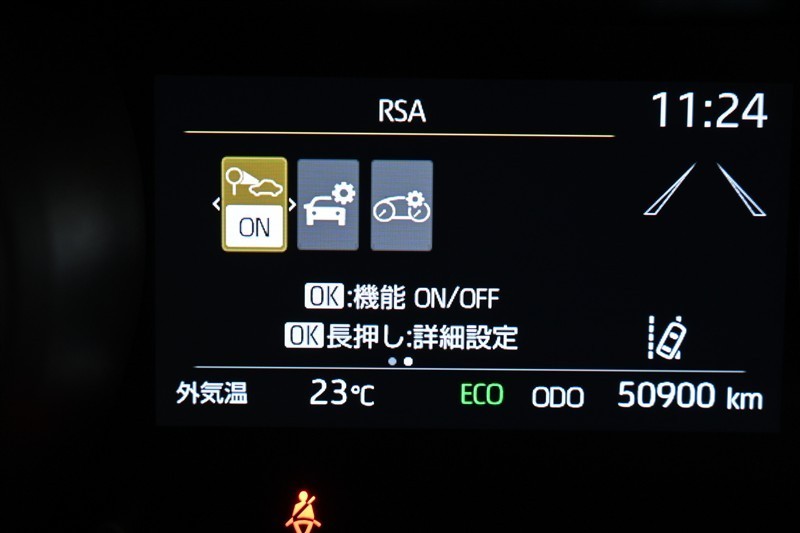 RSA
11:24
ON
OK:機能 ON/OFF
OK長押し:詳細設定
外気温 23℃ ECO ODO 50900 km